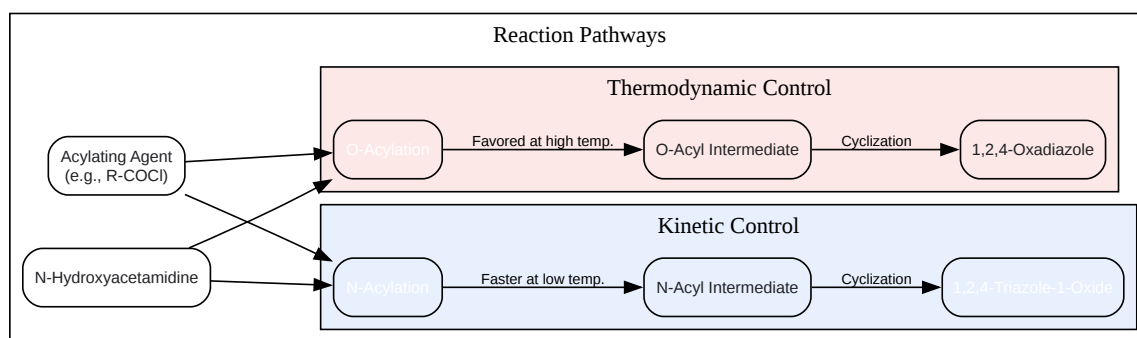 Reaction Pathways
Thermodynamic Control
Acylating Agent
(e.g., R-COCl)
O-Acylation
Favored at high temp.
O-Acyl Intermediate
Cyclization
1,2,4-Oxadiazole
Kinetic Control
N-Hydroxyacetamidine
N-Acylation
Faster at low temp.
N-Acyl Intermediate
Cyclization
1,2,4-Triazole-1-Oxide